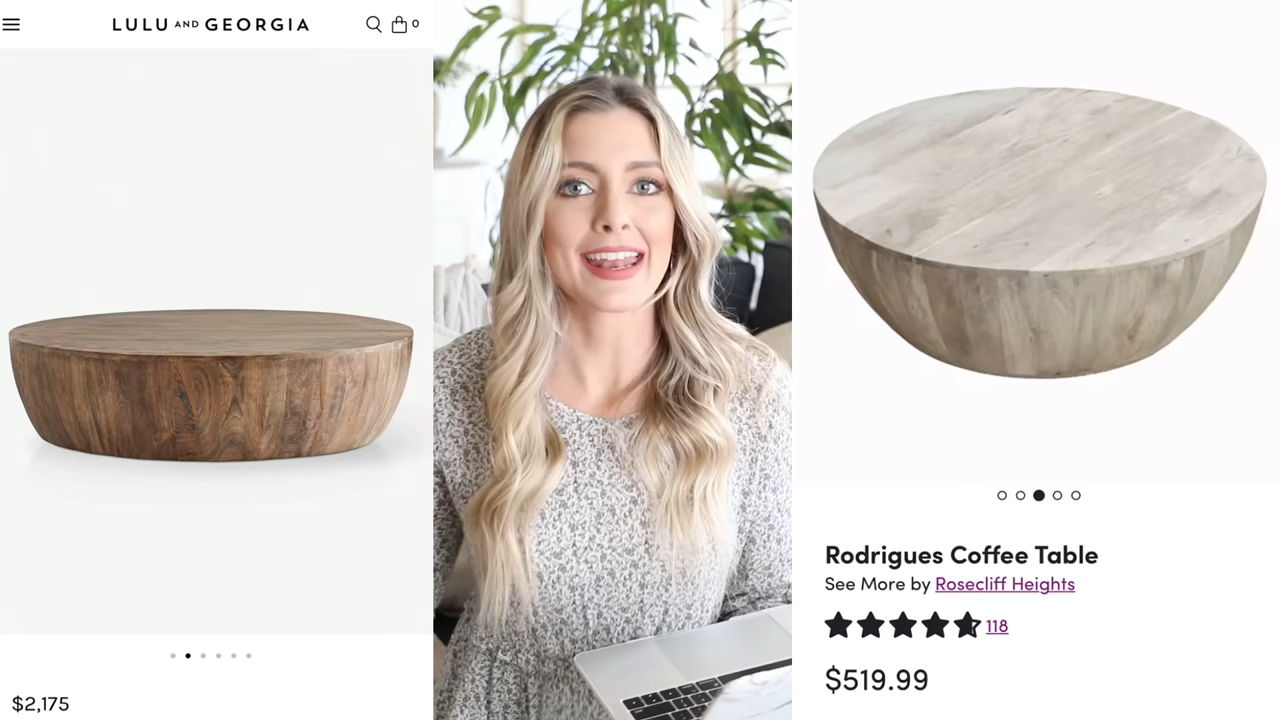 LULU AND GEORGIA
0
$2,175
Rodrigues Coffee Table
See More by Rosecliff Heights
118
$519.99